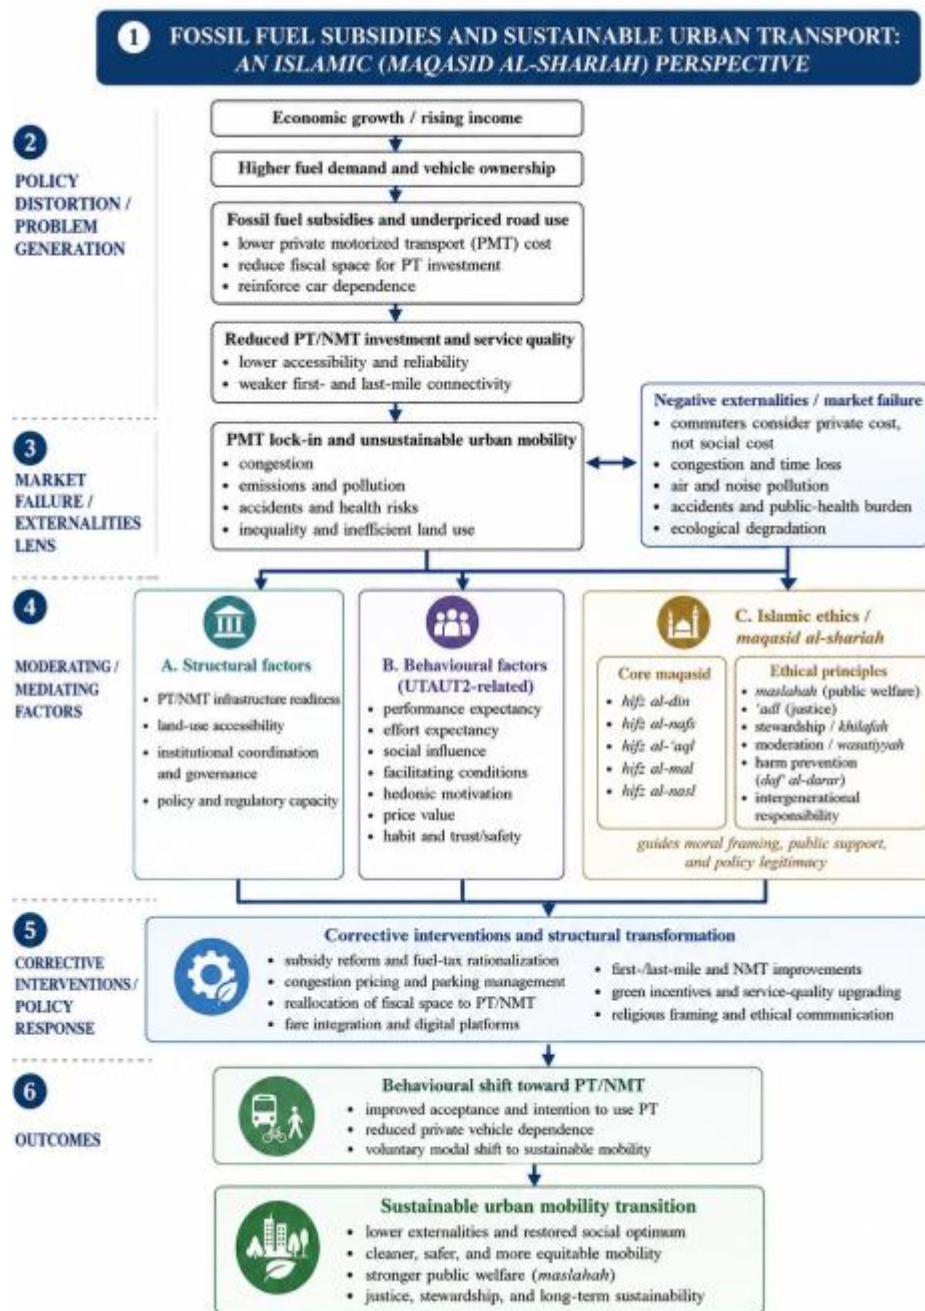 1 FOSSIL FUEL SUBSIDIES AND SUSTAINABLE URBAN TRANSPORT:
AN ISLAMIC (MAQASID AL-SHARIAH) PERSPECTIVE
2
POLICY
DISTORTION /
PROBLEM
GENERATION
Economic growth / rising income
Higher fuel demand and vehicle ownership
Fossil fuel subsidies and underpriced road use
• lower private motorized transport (PMT) cost
• reduce fiscal space for PT investment
• reinforce car dependence
Reduced PT/NMT investment and service quality
• lower accessibility and reliability
• weaker first- and last-mile connectivity
3
MARKET
FAILURE /
EXTERNALITIES
LENS
PMT lock-in and unsustainable urban mobility
• congestion
• emissions and pollution
• accidents and health risks
• inequality and inefficient land use
Negative externalities / market failure
• commuters consider private cost,
not social cost
• congestion and time loss
• air and noise pollution
• accidents and public-health burden
• ecological degradation
4
MODERATING /
MEDIATING
FACTORS
A. Structural factors
• PT/NMT infrastructure readiness
• land-use accessibility
• institutional coordination
and governance
• policy and regulatory capacity
B. Behavioural factors
(UTAUT2-related)
• performance expectancy
• effort expectancy
• social influence
• facilitating conditions
• hedonic motivation
• price value
• habit and trust/safety
C. Islamic ethics /
maqasid al-shariah
Core maqasid
• hifz al-din
• hifz al-nafs
• hifz al-'aql
• hifz al-mal
• hifz al-nasl
Ethical principles
• maslahah (public welfare)
• 'adl (justice)
• stewardship / khilafah
• moderation / wasatiyyah
• harm prevention
(daf' al-darar)
• intergenerational
responsibility
guides moral framing, public support,
and policy legitimacy
5
CORRECTIVE
INTERVENTIONS /
POLICY
RESPONSE
Corrective interventions and structural transformation
• subsidy reform and fuel-tax rationalization
• congestion pricing and parking management
• reallocation of fiscal space to PT/NMT
• fare integration and digital platforms
• first-/last-mile and NMT improvements
• green incentives and service-quality upgrading
• religious framing and ethical communication
6
OUTCOMES
Behavioural shift toward PT/NMT
• improved acceptance and intention to use PT
• reduced private vehicle dependence
• voluntary modal shift to sustainable mobility
Sustainable urban mobility transition
• lower externalities and restored social optimum
• cleaner, safer, and more equitable mobility
• stronger public welfare (maslahah)
• justice, stewardship, and long-term sustainability